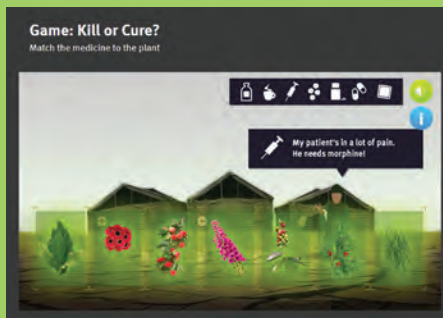 Game: Kill or Cure?
Match the medicine to the plant
My patient's in a lot of pain.
He needs morphine!
i